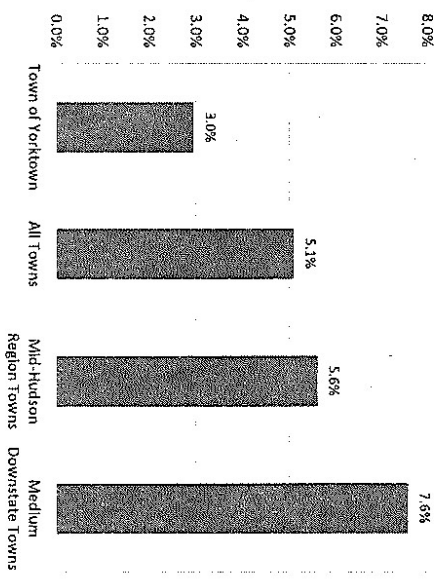 8.0%
7.0%
6.0%
5.0%
4.0%
3.0%
2.0%
1.0%
0.0%
3.0%
5.1%
5.6%
7.6%
Town of Yorktown
All Towns
Mid-Hudson
Region Towns
Medium
Downstate Towns